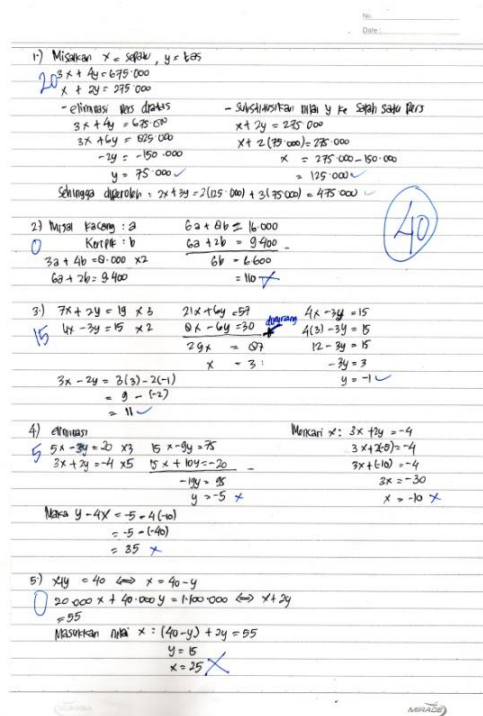 No.
Date :
1.) Misalkan x = sepatu, y = tas
20
3x + 4y = 675.000
x + 2y = 275.000
- eliminasi pers diatas
3x + 4y = 675.000
3x + 6y = 825.000
-2y = -150.000
y = 75.000 ✓
- Substitusikan nilai y ke salah satu pers
x + 2y = 275.000
x + 2(75.000) = 275.000
x = 275.000 - 150.000
= 125.000 ✓
Sehingga diperoleh : 2x + 3y = 2(125.000) + 3(75.000) = 475.000 ✓
40
2.) Misal kacang : a
0
Keripik : b
3a + 4b = 8.000 x2
6a + 2b = 9.400
6a + 8b = 16.000
6a + 2b = 9.400 -
6b = 6.600
= 110 X
3.) 7x + 2y = 19 x3
15
4x - 3y = 15 x2
21x + 6y = 57
8x - 6y = 30
29x = 87
x = 3
4x - 3y = 15
4(3) - 3y = 15
12 - 3y = 15
-3y = 3
y = -1 ✓
3x - 2y = 3(3) - 2(-1)
= 9 - (-2)
= 11 ✓
4) eliminasi
5
5x - 3y = 20 x3
3x + 2y = -4 x5
15x - 9y = 75
15x + 10y = -20 -
-19y = 95
y = -5 X
Mencari x : 3x + 2y = -4
3x + 2(-5) = -4
3x + (-10) = -4
3x = -30
x = -10 X
Maka y - 4x = -5 - 4(-10)
= -5 - (-40)
= 35 X
5.) x+y = 40 ⟺ x = 40 - y
0
20.000x + 40.000y = 1.100.000 ⟺ x + 2y
= 55
Masukkan nilai x : (40-y) + 2y = 55
y = 15
x = 25 X
MIRAGE